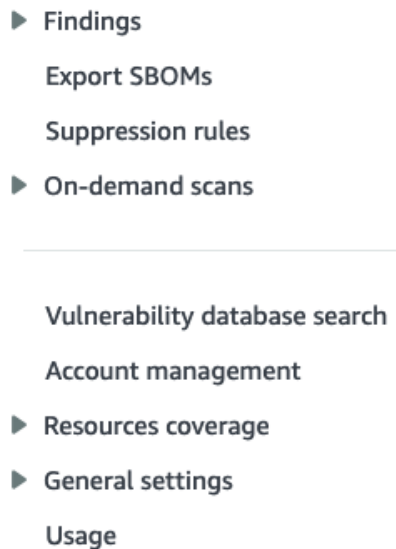 Findings
Export SBOMs
Suppression rules
On-demand scans
Vulnerability database search
Account management
Resources coverage
General settings
Usage